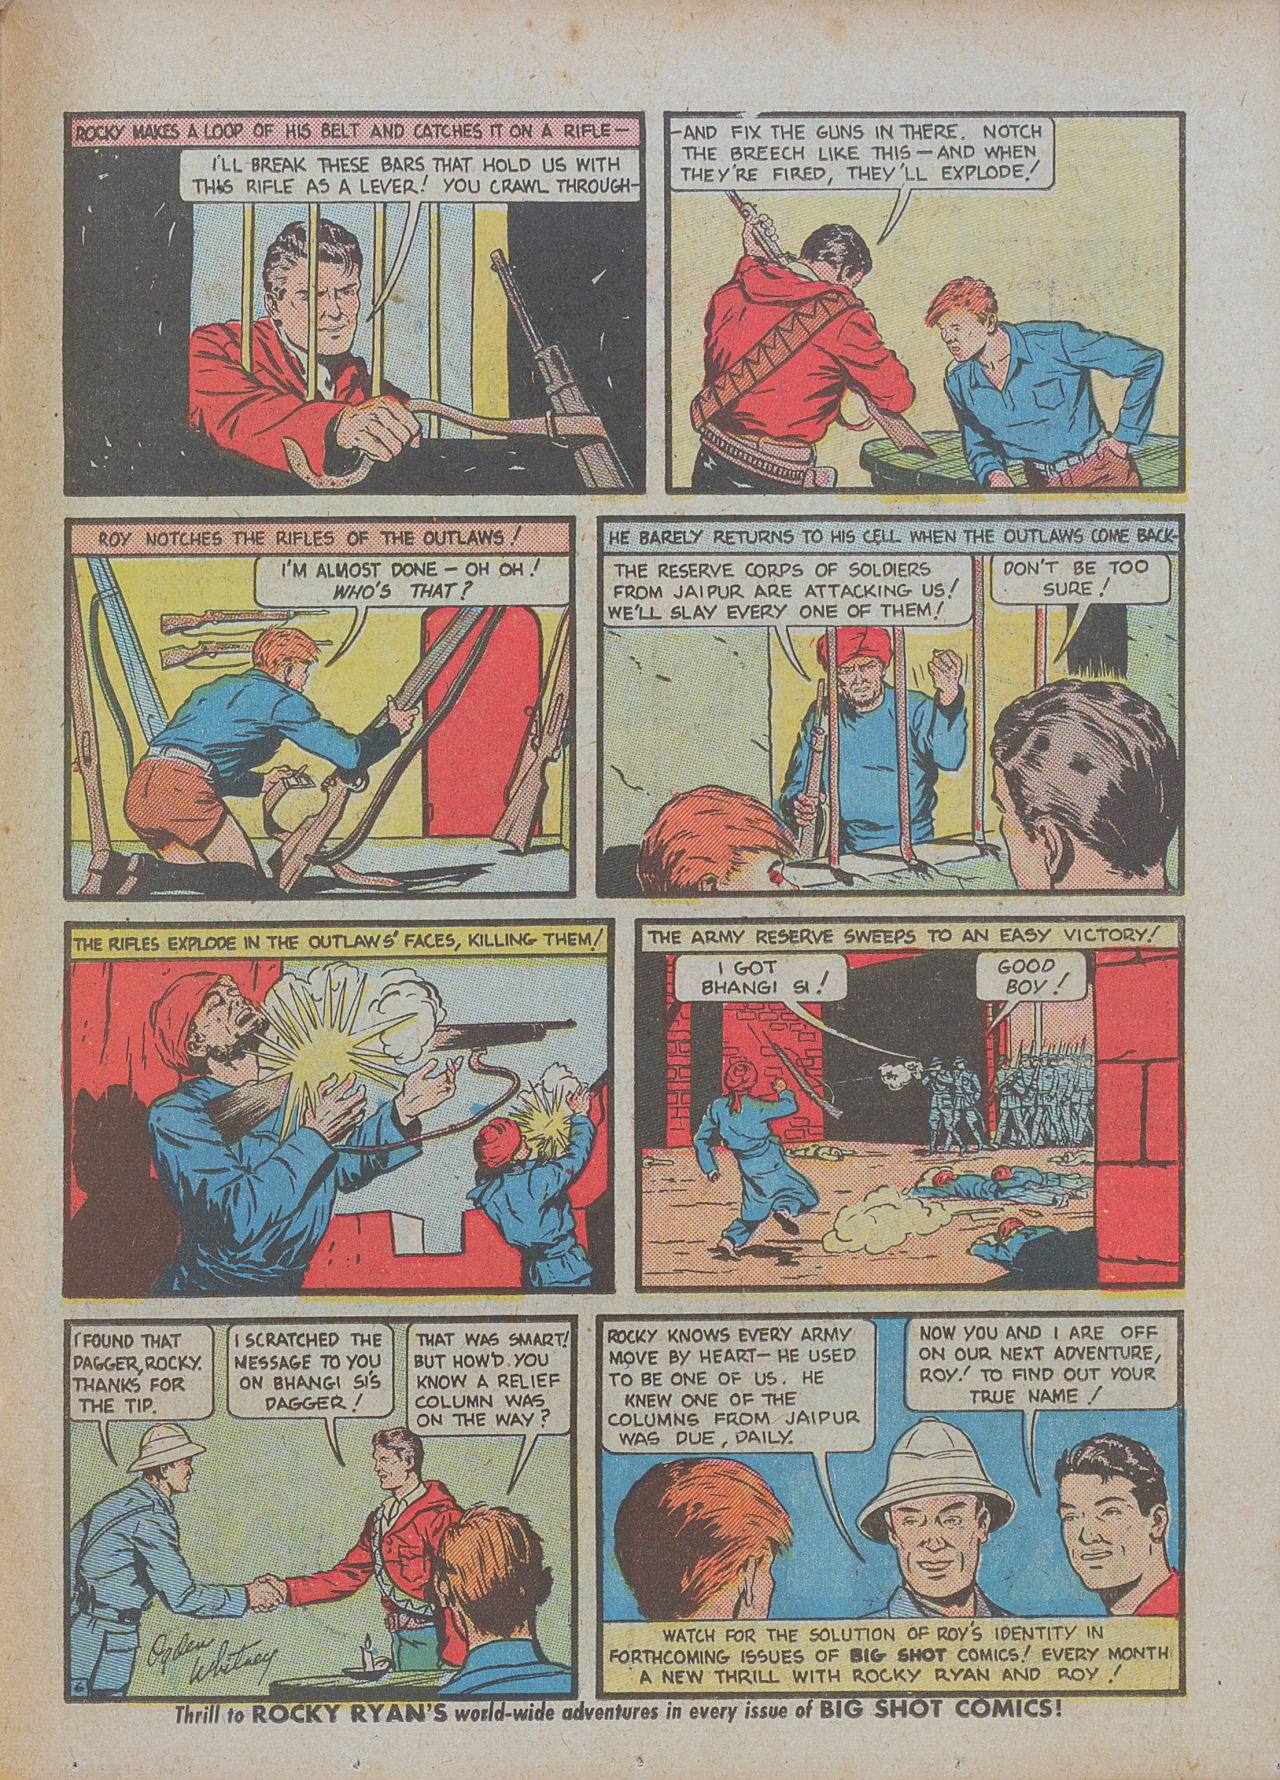 ROCKY MAKES A LOOP OF HIS BELT AND CATCHES IT ON A RIFLE—
I'LL BREAK THESE BARS THAT HOLD US WITH
THIS RIFLE AS A LEVER! YOU CRAWL THROUGH—
—AND FIX THE GUNS IN THERE. NOTCH
THE BREECH LIKE THIS — AND WHEN
THEY'RE FIRED, THEY'LL EXPLODE!
ROY NOTCHES THE RIFLES OF THE OUTLAWS!
I'M ALMOST DONE — OH OH!
WHO'S THAT?
HE BARELY RETURNS TO HIS CELL WHEN THE OUTLAWS COME BACK—
THE RESERVE CORPS OF SOLDIERS
FROM JAIPUR ARE ATTACKING US!
WE'LL SLAY EVERY ONE OF THEM!
DON'T BE TOO
SURE!
THE RIFLES EXPLODE IN THE OUTLAWS' FACES, KILLING THEM!
THE ARMY RESERVE SWEEPS TO AN EASY VICTORY!
I GOT
BHANGI SI!
GOOD
BOY!
I FOUND THAT
DAGGER, ROCKY.
THANKS FOR
THE TIP.
I SCRATCHED THE
MESSAGE TO YOU
ON BHANGI SI'S
DAGGER!
THAT WAS SMART!
BUT HOW'D YOU
KNOW A RELIEF
COLUMN WAS
ON THE WAY?
Ogden
Whitney
6
ROCKY KNOWS EVERY ARMY
MOVE BY HEART— HE USED
TO BE ONE OF US. HE
KNEW ONE OF THE
COLUMNS FROM JAIPUR
WAS DUE, DAILY.
NOW YOU AND I ARE OFF
ON OUR NEXT ADVENTURE,
ROY! TO FIND OUT YOUR
TRUE NAME!
WATCH FOR THE SOLUTION OF ROY'S IDENTITY IN
FORTHCOMING ISSUES OF BIG SHOT COMICS! EVERY MONTH
A NEW THRILL WITH ROCKY RYAN AND ROY!
Thrill to ROCKY RYAN'S world-wide adventures in every issue of BIG SHOT COMICS!